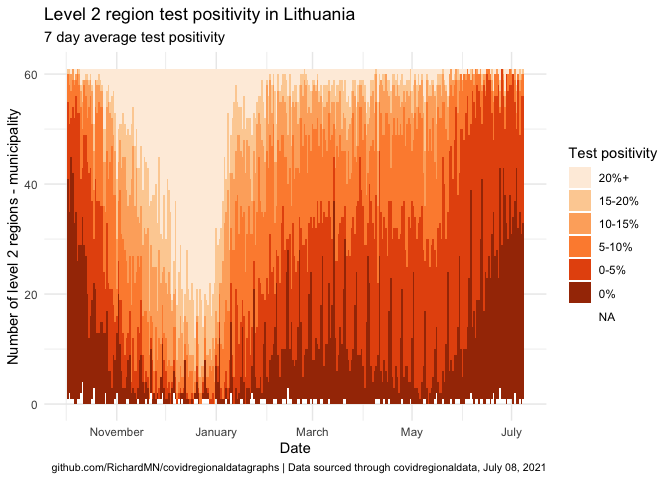 Level 2 region test positivity in Lithuania
7 day average test positivity
Number of level 2 regions - municipality
60
40
20
0
November
January
March
May
July
Date
Test positivity
20%+
15-20%
10-15%
5-10%
0-5%
0%
NA
github.com/RichardMN/covidregionaldatagraphs | Data sourced through covidregionaldata, July 08, 2021